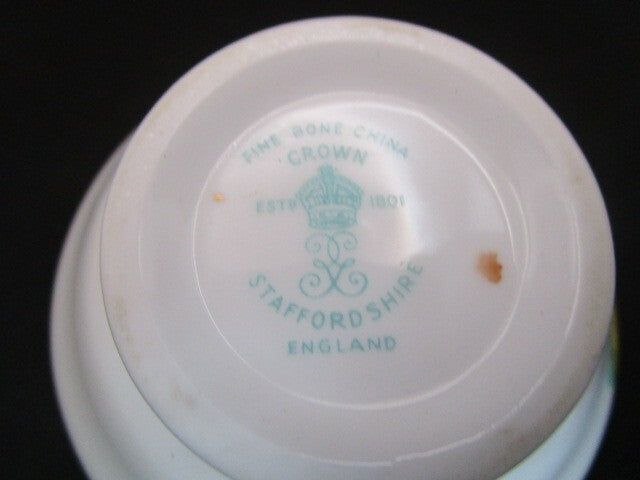 FINE BONE CHINA
CROWN
ESTD 1801
STAFFORDSHIRE
ENGLAND